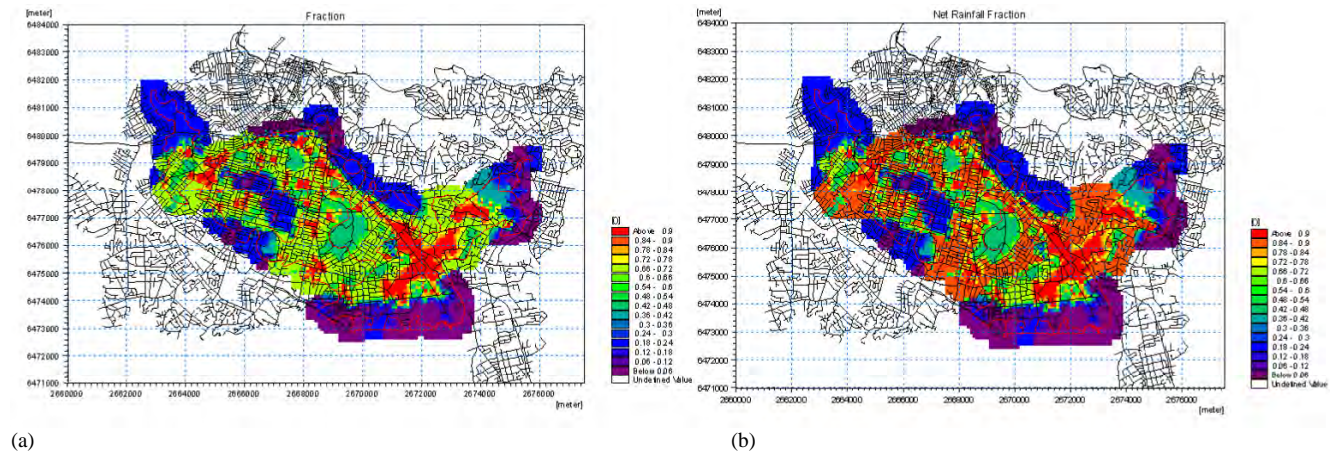 [meter]
Fraction
6484000
6483000
6482000
6481000
6480000
6479000
6478000
6477000
6476000
6475000
6474000
6473000
6472000
6471000
2660000 2662000 2664000 2666000 2668000 2670000 2672000 2674000 2676000
[meter]
[0]
Above 0.9
0.84 - 0.9
0.78 - 0.84
0.72 - 0.78
0.66 - 0.72
0.6 - 0.66
0.54 - 0.6
0.48 - 0.54
0.42 - 0.48
0.36 - 0.42
0.3 - 0.36
0.24 - 0.3
0.18 - 0.24
0.12 - 0.18
0.06 - 0.12
Below 0.06
Undefined Value
(a)
[meter]
Net Rainfall Fraction
6484000
6483000
6482000
6481000
6480000
6479000
6478000
6477000
6476000
6475000
6474000
6473000
6472000
6471000
2660000 2662000 2664000 2666000 2668000 2670000 2672000 2674000 2676000
[meter]
[0]
Above 0.9
0.84 - 0.9
0.78 - 0.84
0.72 - 0.78
0.66 - 0.72
0.6 - 0.66
0.54 - 0.6
0.48 - 0.54
0.42 - 0.48
0.36 - 0.42
0.3 - 0.36
0.24 - 0.3
0.18 - 0.24
0.12 - 0.18
0.06 - 0.12
Below 0.06
Undefined Value
(b)